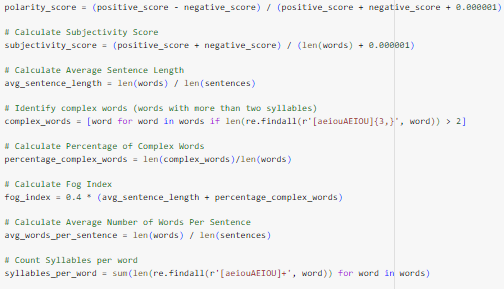 polarity_score = (positive_score - negative_score) / (positive_score + negative_score + 0.000001)
# Calculate Subjectivity Score
subjectivity_score = (positive_score + negative_score) / (len(words) + 0.000001)
# Calculate Average Sentence Length
avg_sentence_length = len(words) / len(sentences)
# Identify complex words (words with more than two syllables)
complex_words = [word for word in words if len(re.findall(r'[aeiouAEIOU]{3,}', word)) > 2]
# Calculate Percentage of Complex Words
percentage_complex_words = len(complex_words)/len(words)
# Calculate Fog Index
fog_index = 0.4 * (avg_sentence_length + percentage_complex_words)
# Calculate Average Number of Words Per Sentence
avg_words_per_sentence = len(words) / len(sentences)
# Count Syllables per word
syllables_per_word = sum(len(re.findall(r'[aeiouAEIOU]+', word)) for word in words)